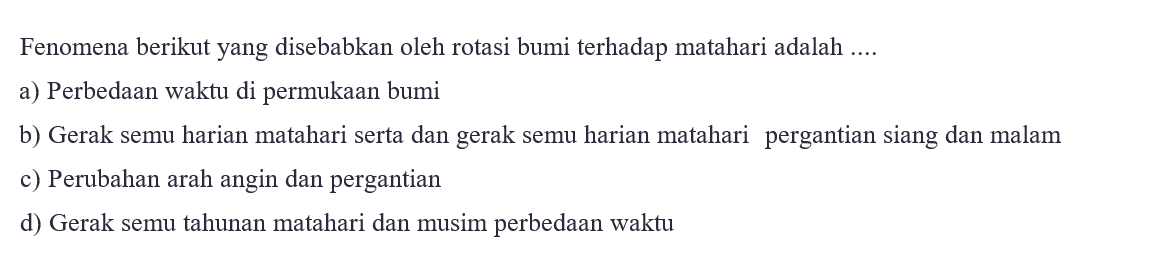 Fenomena berikut yang disebabkan oleh rotasi bumi terhadap matahari adalah ....
a) Perbedaan waktu di permukaan bumi
b) Gerak semu harian matahari serta dan gerak semu harian matahari  pergantian siang dan malam
c) Perubahan arah angin dan pergantian
d) Gerak semu tahunan matahari dan musim perbedaan waktu